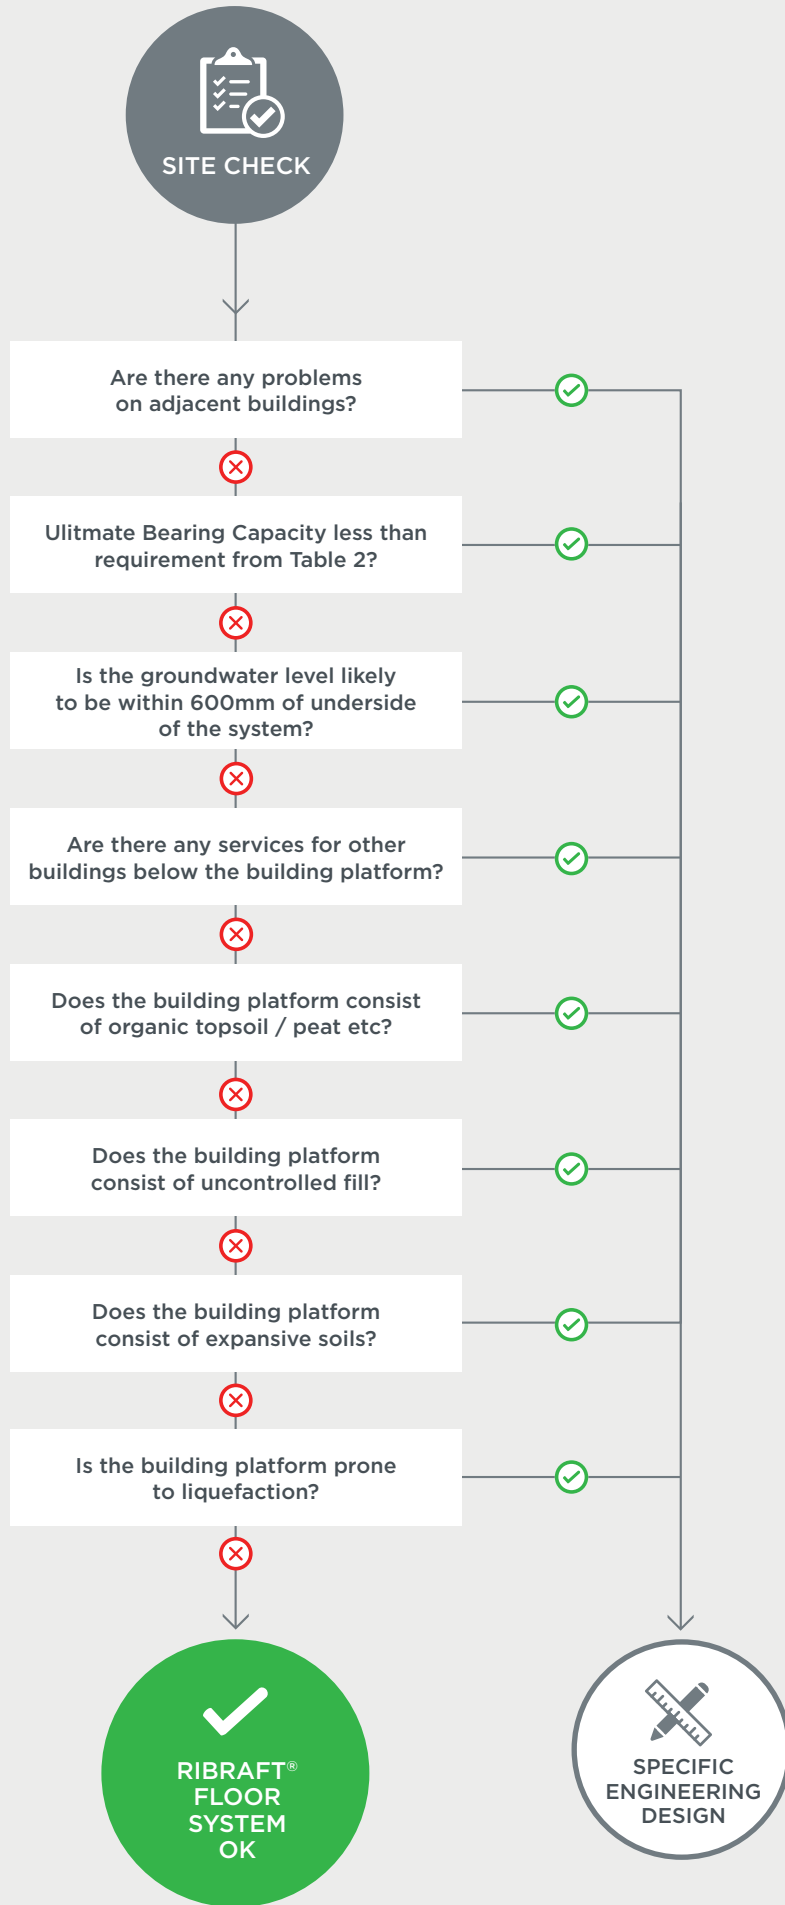 SITE CHECK
Are there any problems
on adjacent buildings?
Ulitmate Bearing Capacity less than
requirement from Table 2?
Is the groundwater level likely
to be within 600mm of underside
of the system?
Are there any services for other
buildings below the building platform?
Does the building platform consist
of organic topsoil / peat etc?
Does the building platform
consist of uncontrolled fill?
Does the building platform
consist of expansive soils?
Is the building platform prone
to liquefaction?
RIBRAFT®
FLOOR
SYSTEM
OK
SPECIFIC
ENGINEERING
DESIGN